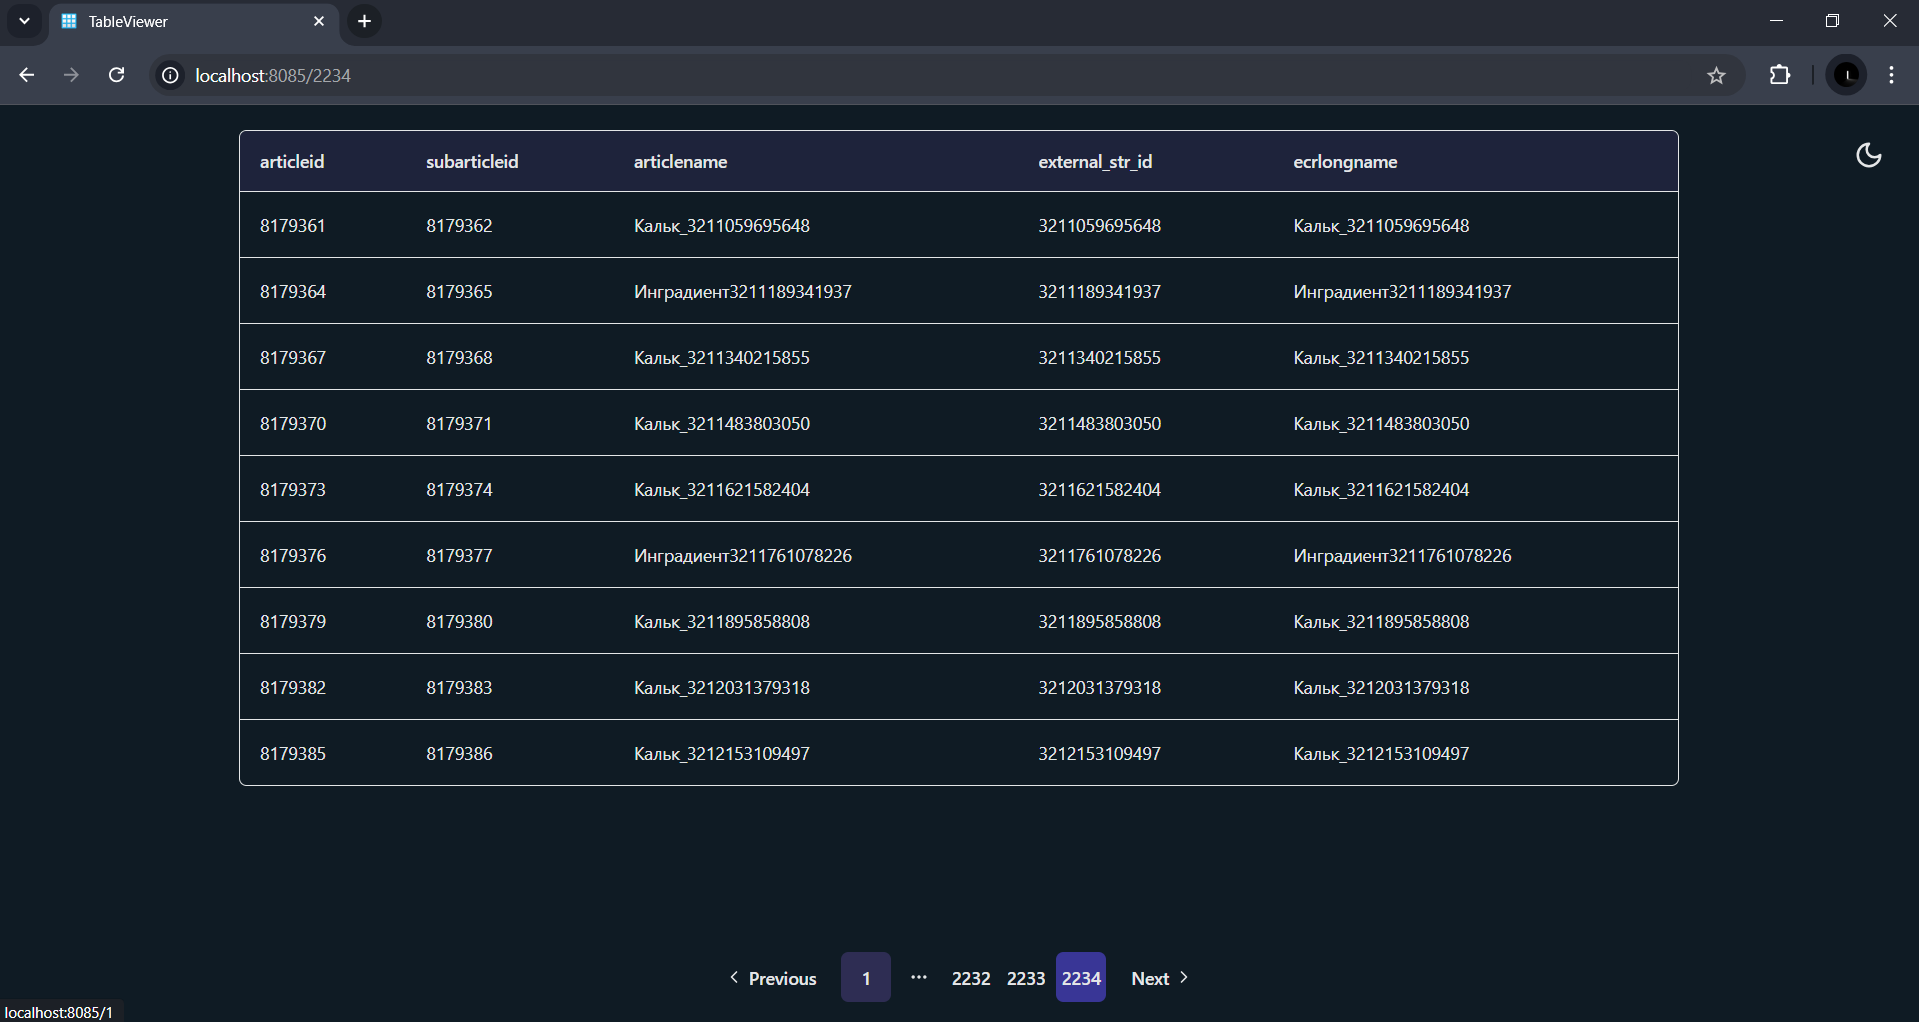 TableViewer
localhost:8085/2234
articleid subarticleid articlename external_str_id ecrlongname
8179361 8179362 Кальк_3211059695648 3211059695648 Кальк_3211059695648
8179364 8179365 Инградиент3211189341937 3211189341937 Инградиент3211189341937
8179367 8179368 Кальк_3211340215855 3211340215855 Кальк_3211340215855
8179370 8179371 Кальк_3211483803050 3211483803050 Кальк_3211483803050
8179373 8179374 Кальк_3211621582404 3211621582404 Кальк_3211621582404
8179376 8179377 Инградиент3211761078226 3211761078226 Инградиент3211761078226
8179379 8179380 Кальк_3211895858808 3211895858808 Кальк_3211895858808
8179382 8179383 Кальк_3212031379318 3212031379318 Кальк_3212031379318
8179385 8179386 Кальк_3212153109497 3212153109497 Кальк_3212153109497
Previous 1 ··· 2232 2233 2234 Next
localhost:8085/1